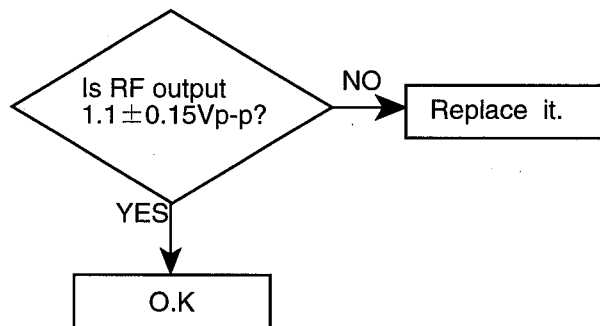 Is RF output
1.1±0.15Vp-p?
NO
Replace it.
YES
O.K